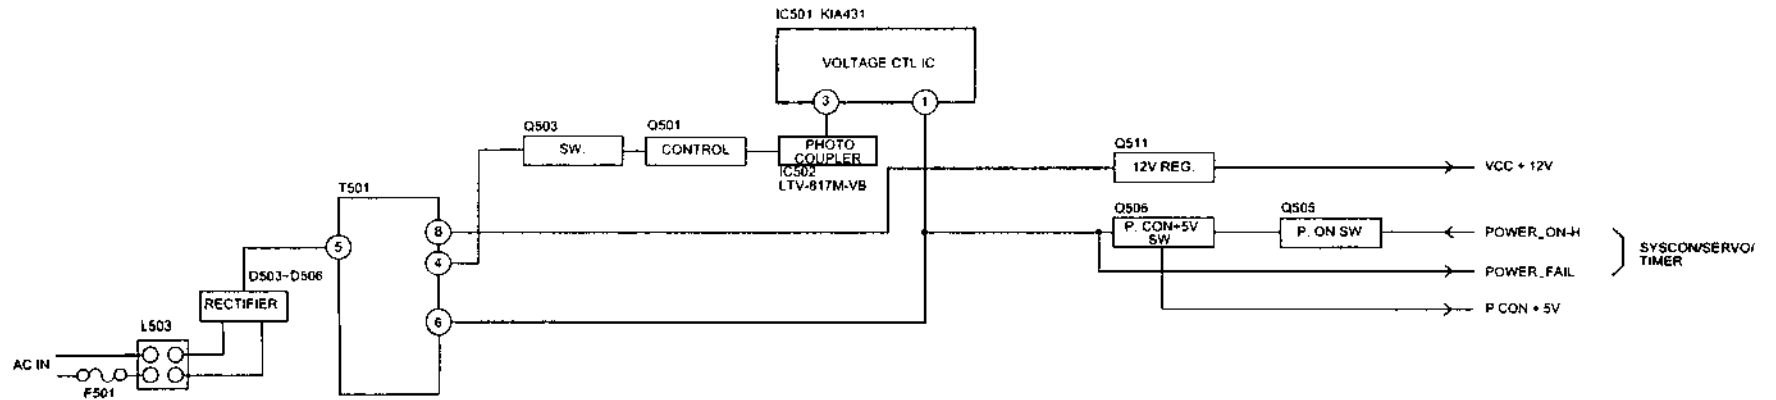 IC501 KIA431
VOLTAGE CTL IC
3
1
Q503
SW.
Q501
CONTROL
PHOTO
COUPLER
IC502
LTV-817M-VB
Q511
12V REG.
VCC + 12V
T501
8
5
4
6
Q506
P. CON+5V
SW
Q505
P. ON SW
POWER_ON-H
POWER_FAIL
SYSCON/SERVO/
TIMER
P CON + 5V
D503~D506
RECTIFIER
L503
AC IN
F501